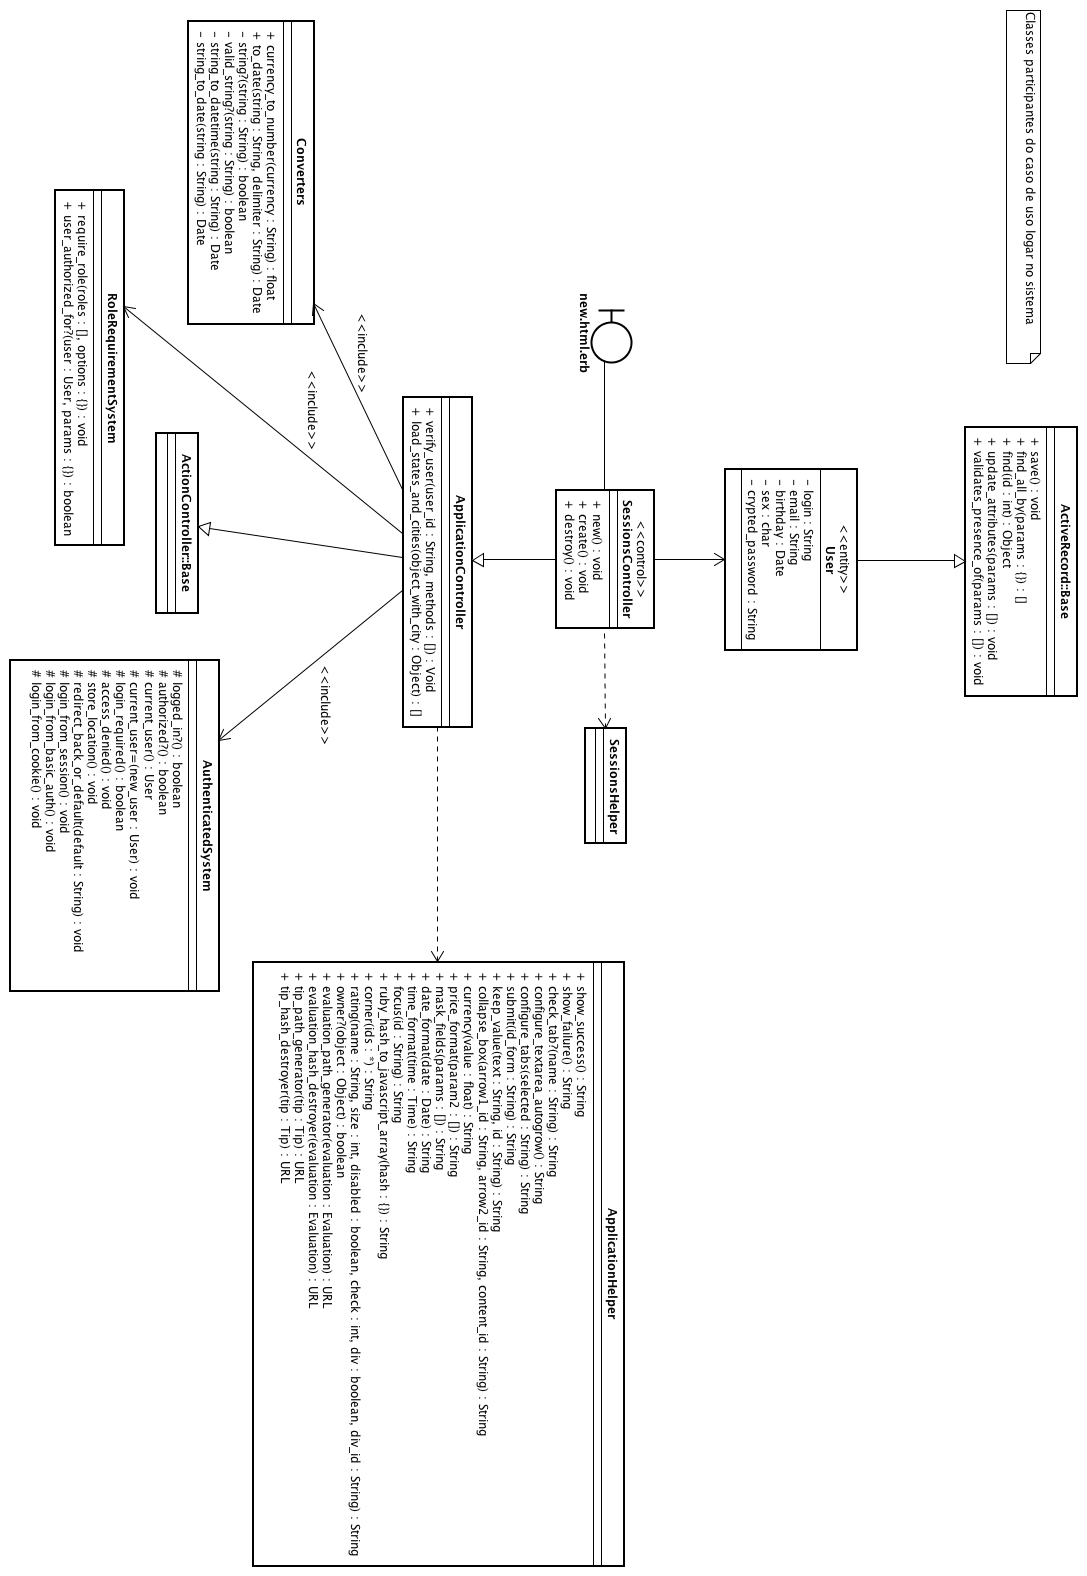 Classes participantes do caso de uso logar no sistema
ActiveRecord::Base
+ save() : void
+ find_all_by(params : {}) : []
+ find(id : int) : Object
+ update_attributes(params : []) : void
+ validates_presence_of(params : []) : void
<<entity>>
User
- login : String
- email : String
- birthday : Date
- sex : char
- crypted_password : String
new.html.erb
<<control>>
SessionsController
+ new() : void
+ create() : void
+ destroy() : void
SessionsHelper
ApplicationController
+ verify_user(user_id : String, methods : []) : Void
+ load_states_and_cities(object_with_city : Object) : []
<<include>>
<<include>>
<<include>>
Converters
+ currency_to_number(currency : String) : float
+ to_date(string : String, delimiter : String) : Date
- string?(string : String) : boolean
- valid_string?(string : String) : boolean
- string_to_datetime(string : String) : Date
- string_to_date(string : String) : Date
RoleRequirementSystem
+ require_role(roles : [], options : {}) : void
+ user_authorized_for?(user : User, params : {}) : boolean
ActionController::Base
AuthenticatedSystem
# logged_in?() : boolean
# authorized?() : boolean
# current_user() : User
# current_user=(new_user : User) : void
# login_required() : boolean
# access_denied() : void
# store_location() : void
# redirect_back_or_default(default : String) : void
# login_from_session() : void
# login_from_basic_auth() : void
# login_from_cookie() : void
ApplicationHelper
+ show_success() : String
+ show_failure() : String
+ check_tab?(name : String) : String
+ configure_textarea_autogrow() : String
+ configure_tabs(selected : String) : String
+ submit(id_form : String) : String
+ keep_value(text : String, id : String) : String
+ collapse_box(arrow1_id : String, arrow2_id : String, content_id : String) : String
+ currency(value : float) : String
+ price_format(param2 : []) : String
+ mask_fields(params : []) : String
+ date_format(date : Date) : String
+ time_format(time : Time) : String
+ focus(id : String) : String
+ ruby_hash_to_javascript_array(hash : {}) : String
+ corner(ids : *) : String
+ rating(name : String, size : int, disabled : boolean, check : int, div : boolean, div_id : String) : String
+ owner?(object : Object) : boolean
+ evaluation_path_generator(evaluation : Evaluation) : URL
+ evaluation_hash_destroyer(evaluation : Evaluation) : URL
+ tip_path_generator(tip : Tip) : URL
+ tip_hash_destroyer(tip : Tip) : URL